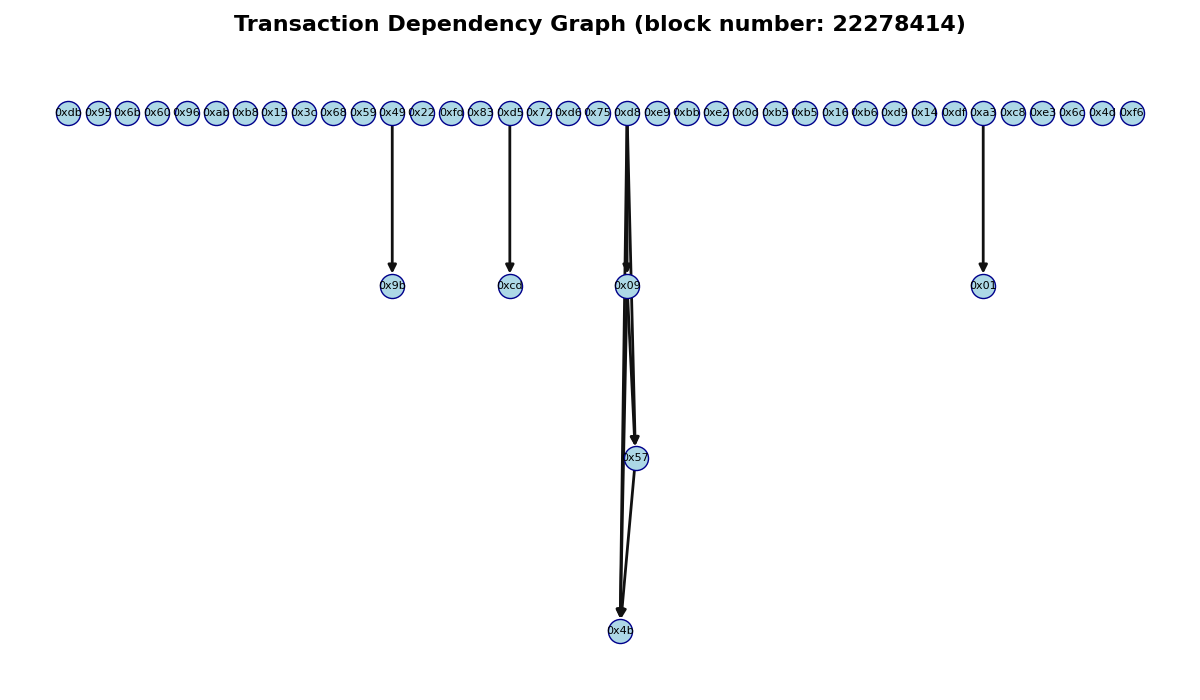 Transaction Dependency Graph (block number: 22278414)
0xdb 0x95 0x6b 0x60 0x96 0xab 0xb8 0x15 0x3c 0x68 0x59 0x49 0x22 0xfd 0x83 0xd5 0x72 0xd6 0x75 0xd8 0xe9 0xbb 0xe2 0x0d 0xb5 0xb5 0x16 0xb6 0xd9 0x14 0xdf 0xa3 0xc8 0xe3 0x6c 0x4d 0xf6
0x9b 0xcd 0x09 0x01
0x57
0x4b